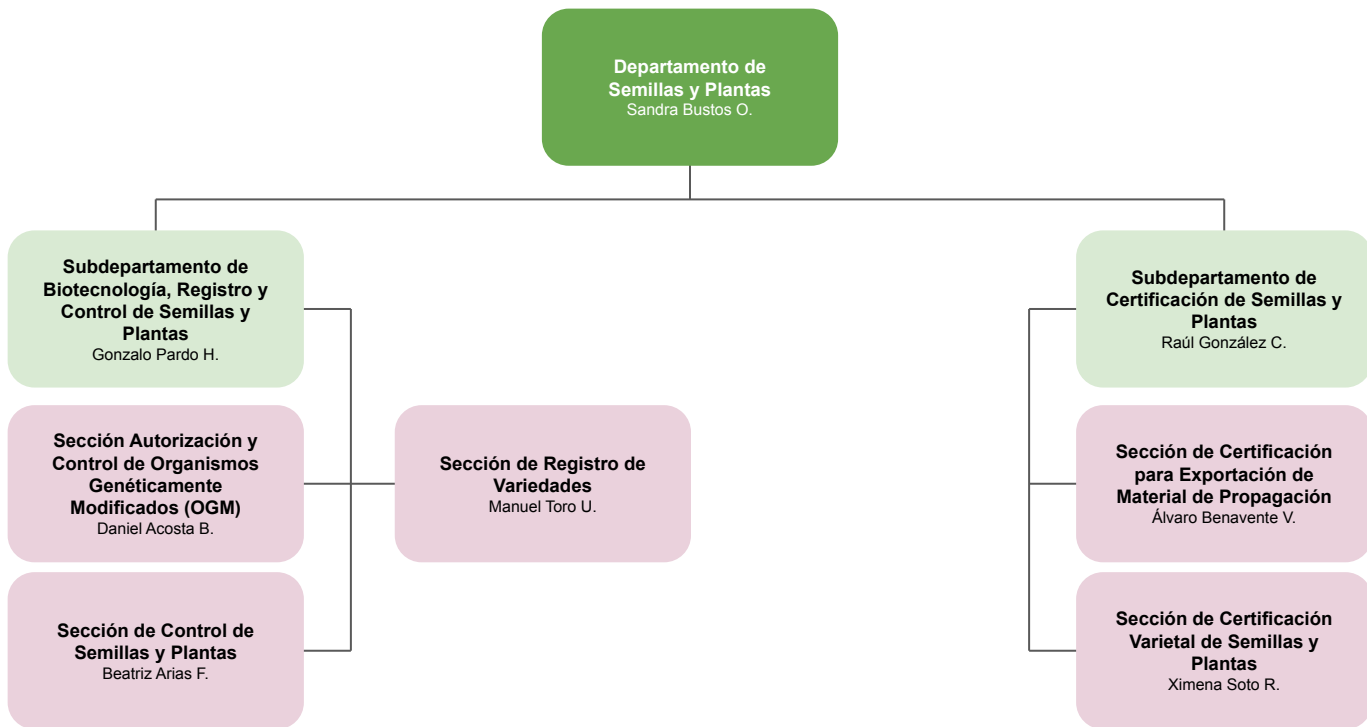 Departamento de
Semillas y Plantas
Sandra Bustos O.
Subdepartamento de
Biotecnología, Registro y
Control de Semillas y
Plantas
Gonzalo Pardo H.
Subdepartamento de
Certificación de Semillas y
Plantas
Raúl González C.
Sección Autorización y
Control de Organismos
Genéticamente
Modificados (OGM)
Daniel Acosta B.
Sección de Registro de
Variedades
Manuel Toro U.
Sección de Certificación
para Exportación de
Material de Propagación
Álvaro Benavente V.
Sección de Control de
Semillas y Plantas
Beatriz Arias F.
Sección de Certificación
Varietal de Semillas y
Plantas
Ximena Soto R.